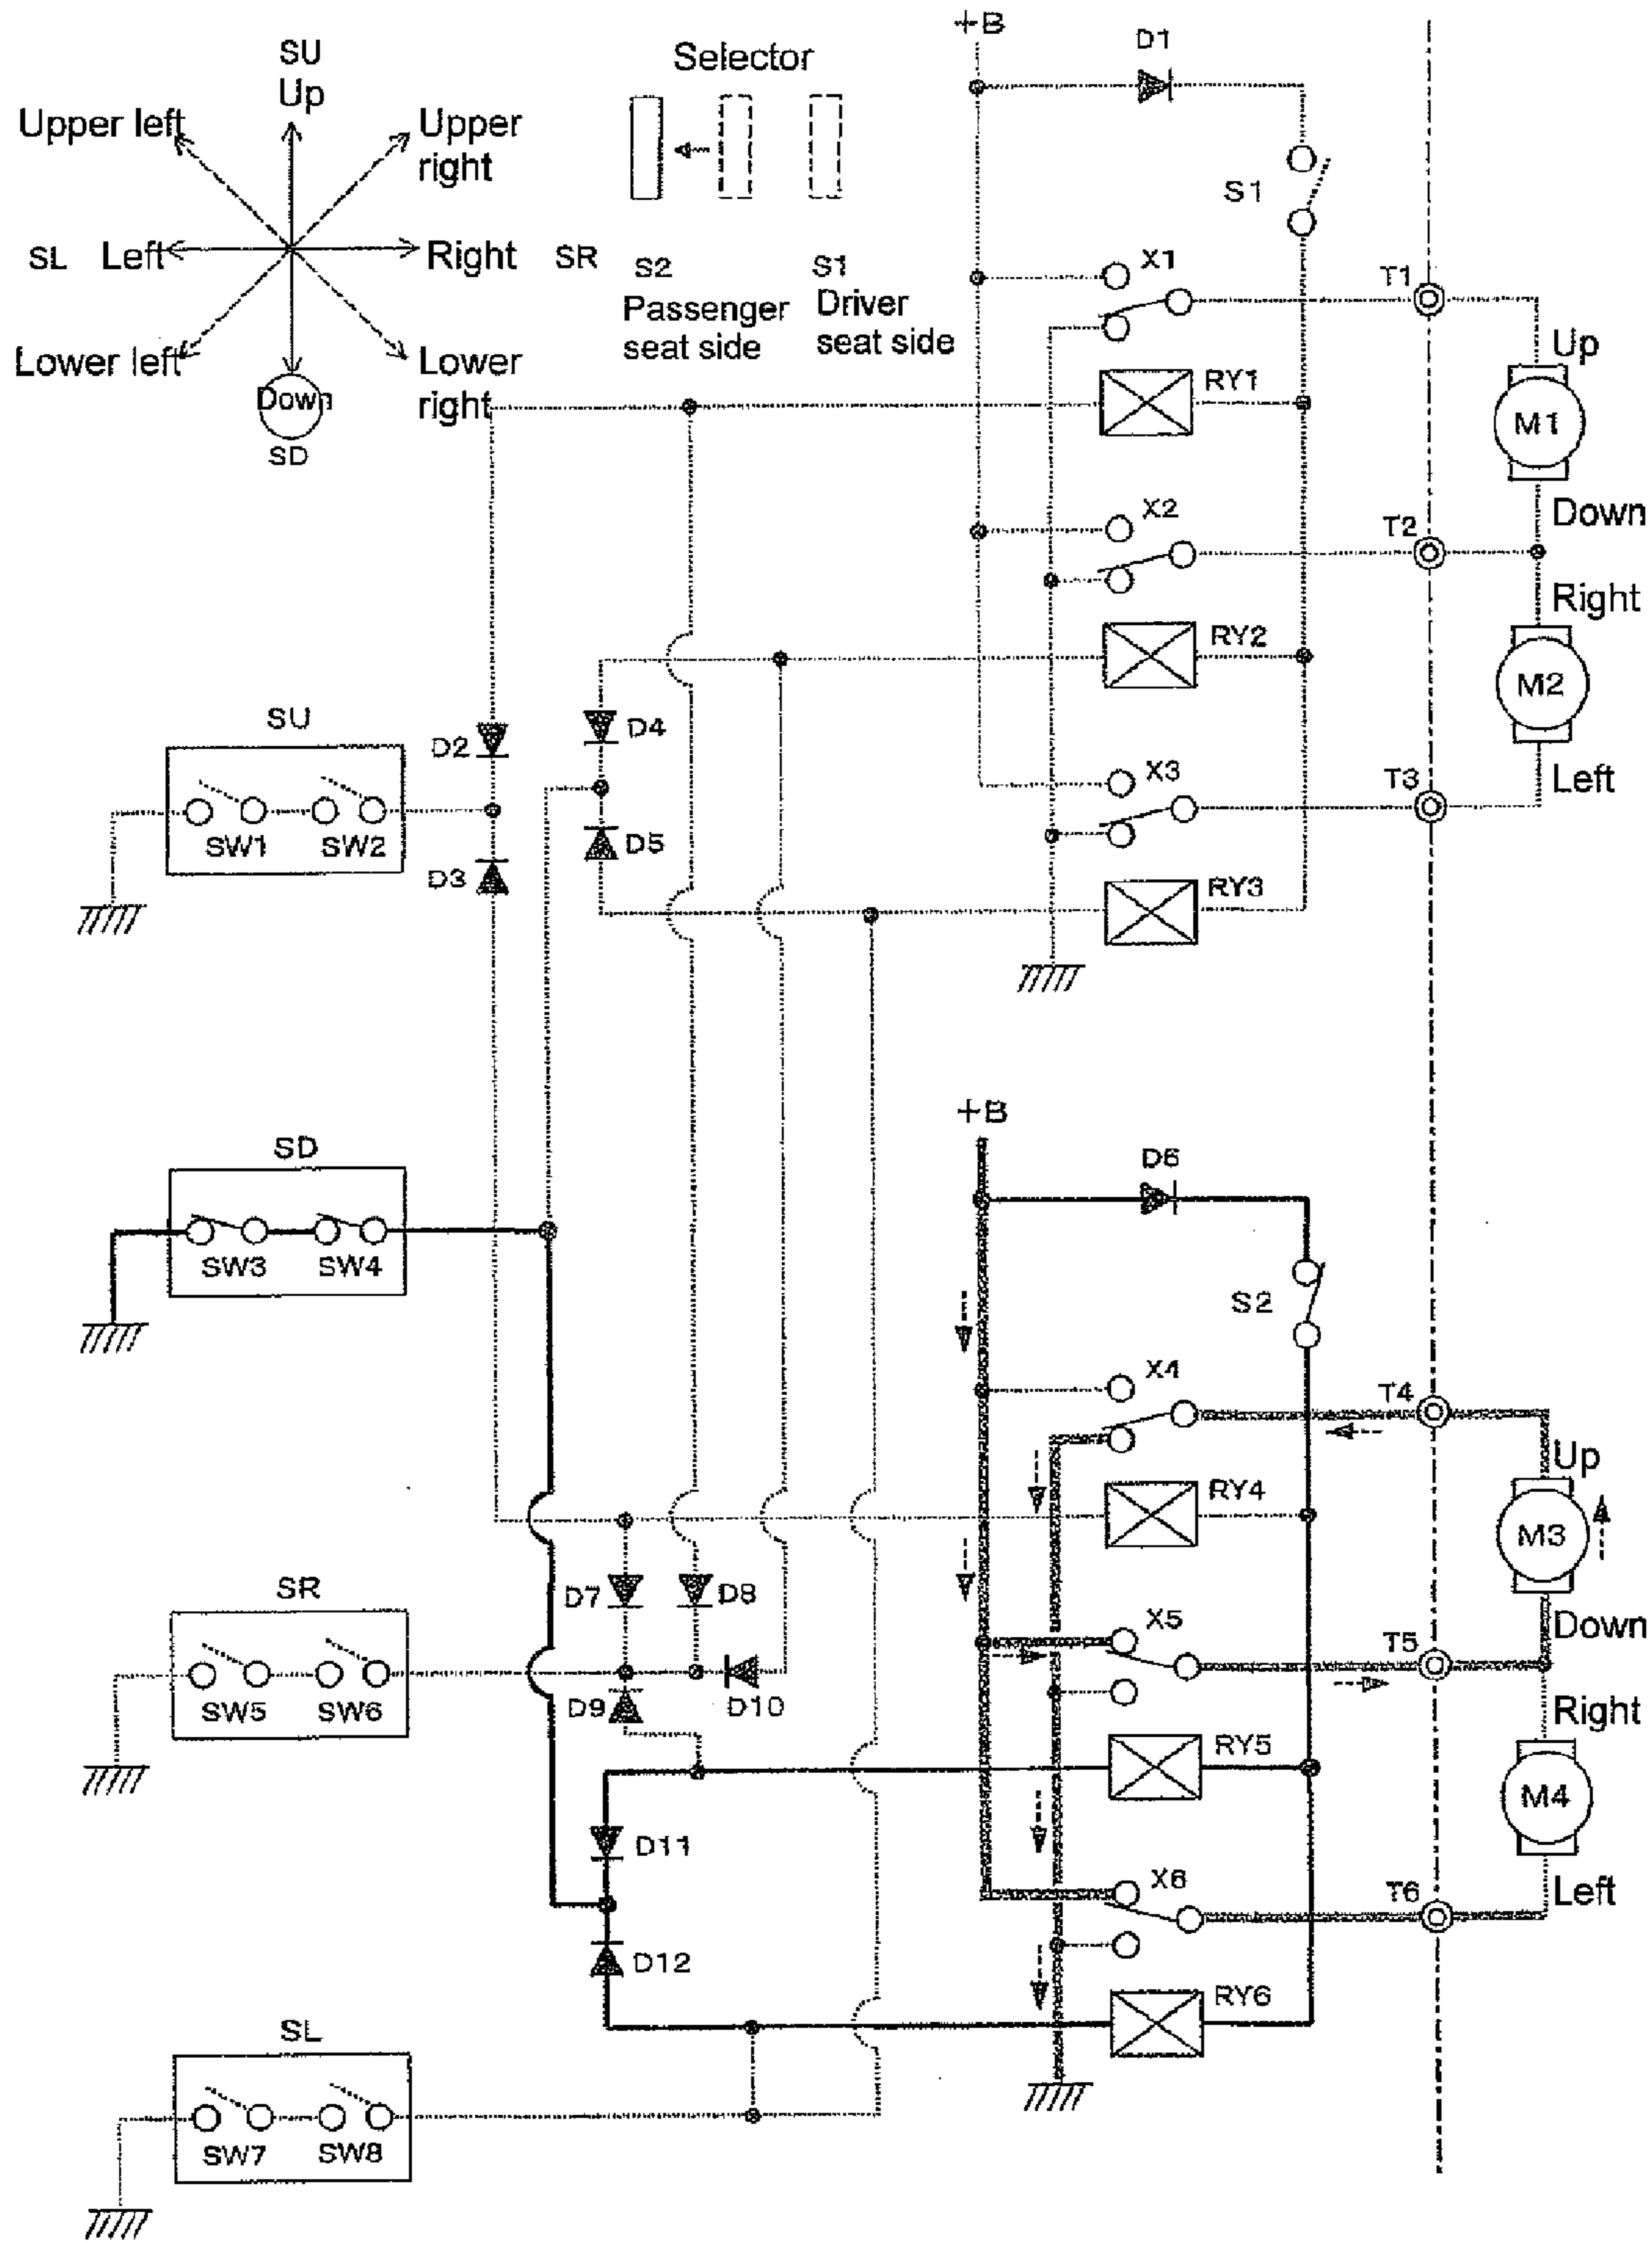 SU
Up
Upper left
Upper
right
SL
Left
Right
SR
Lower left
Lower
right
Down
SD
Selector
S2
Passenger
seat side
S1
Driver
seat side
+B
D1
S1
X1
T1
RY1
Up
M1
Down
X2
T2
RY2
Right
M2
Left
X3
T3
RY3
SU
SW1
SW2
D2
D3
D4
D5
+B
D6
S2
SD
SW3
SW4
X4
T4
RY4
Up
M3
Down
D7
D8
X5
T5
SR
SW5
SW6
D9
D10
RY5
Right
M4
Left
D11
X6
T6
D12
RY6
SL
SW7
SW8